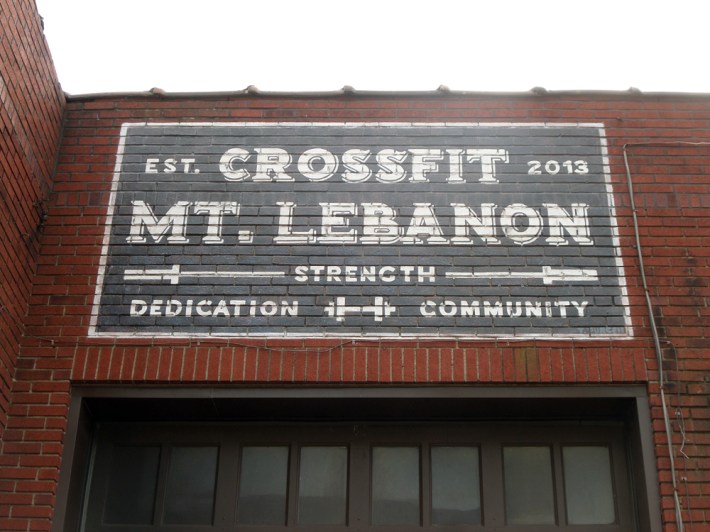 EST. CROSSFIT 2013
MT. LEBANON
STRENGTH
DEDICATION COMMUNITY